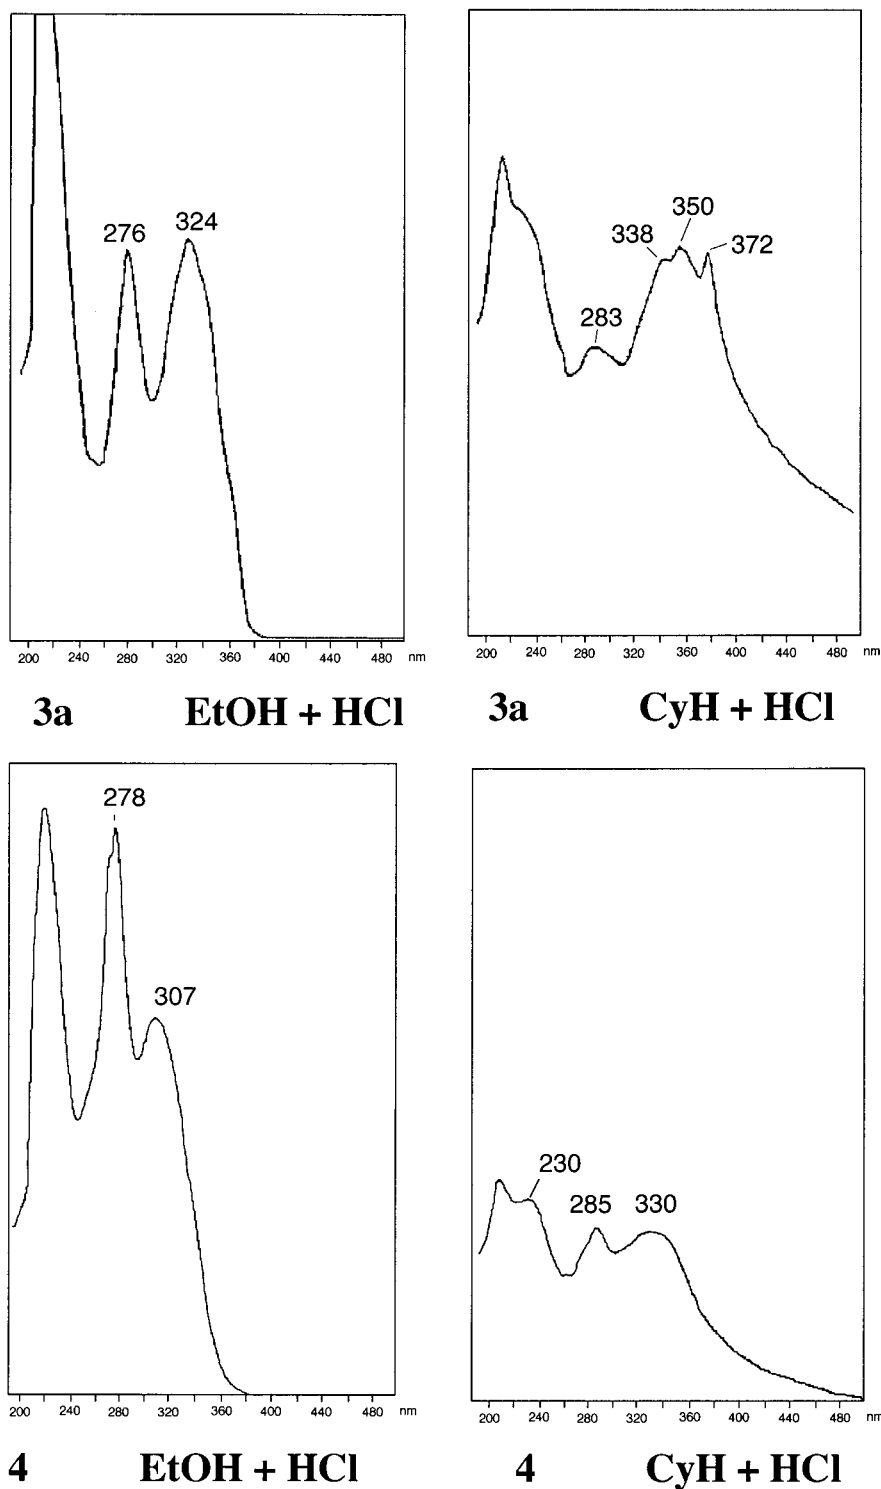 276
324
200 240 280 320 360 400 440 480 nm
3a EtOH + HCl
338
350
372
283
200 240 280 320 360 400 440 480 nm
3a CyH + HCl
278
307
200 240 280 320 360 400 440 480 nm
4 EtOH + HCl
230
285 330
200 240 280 320 360 400 440 480 nm
4 CyH + HCl